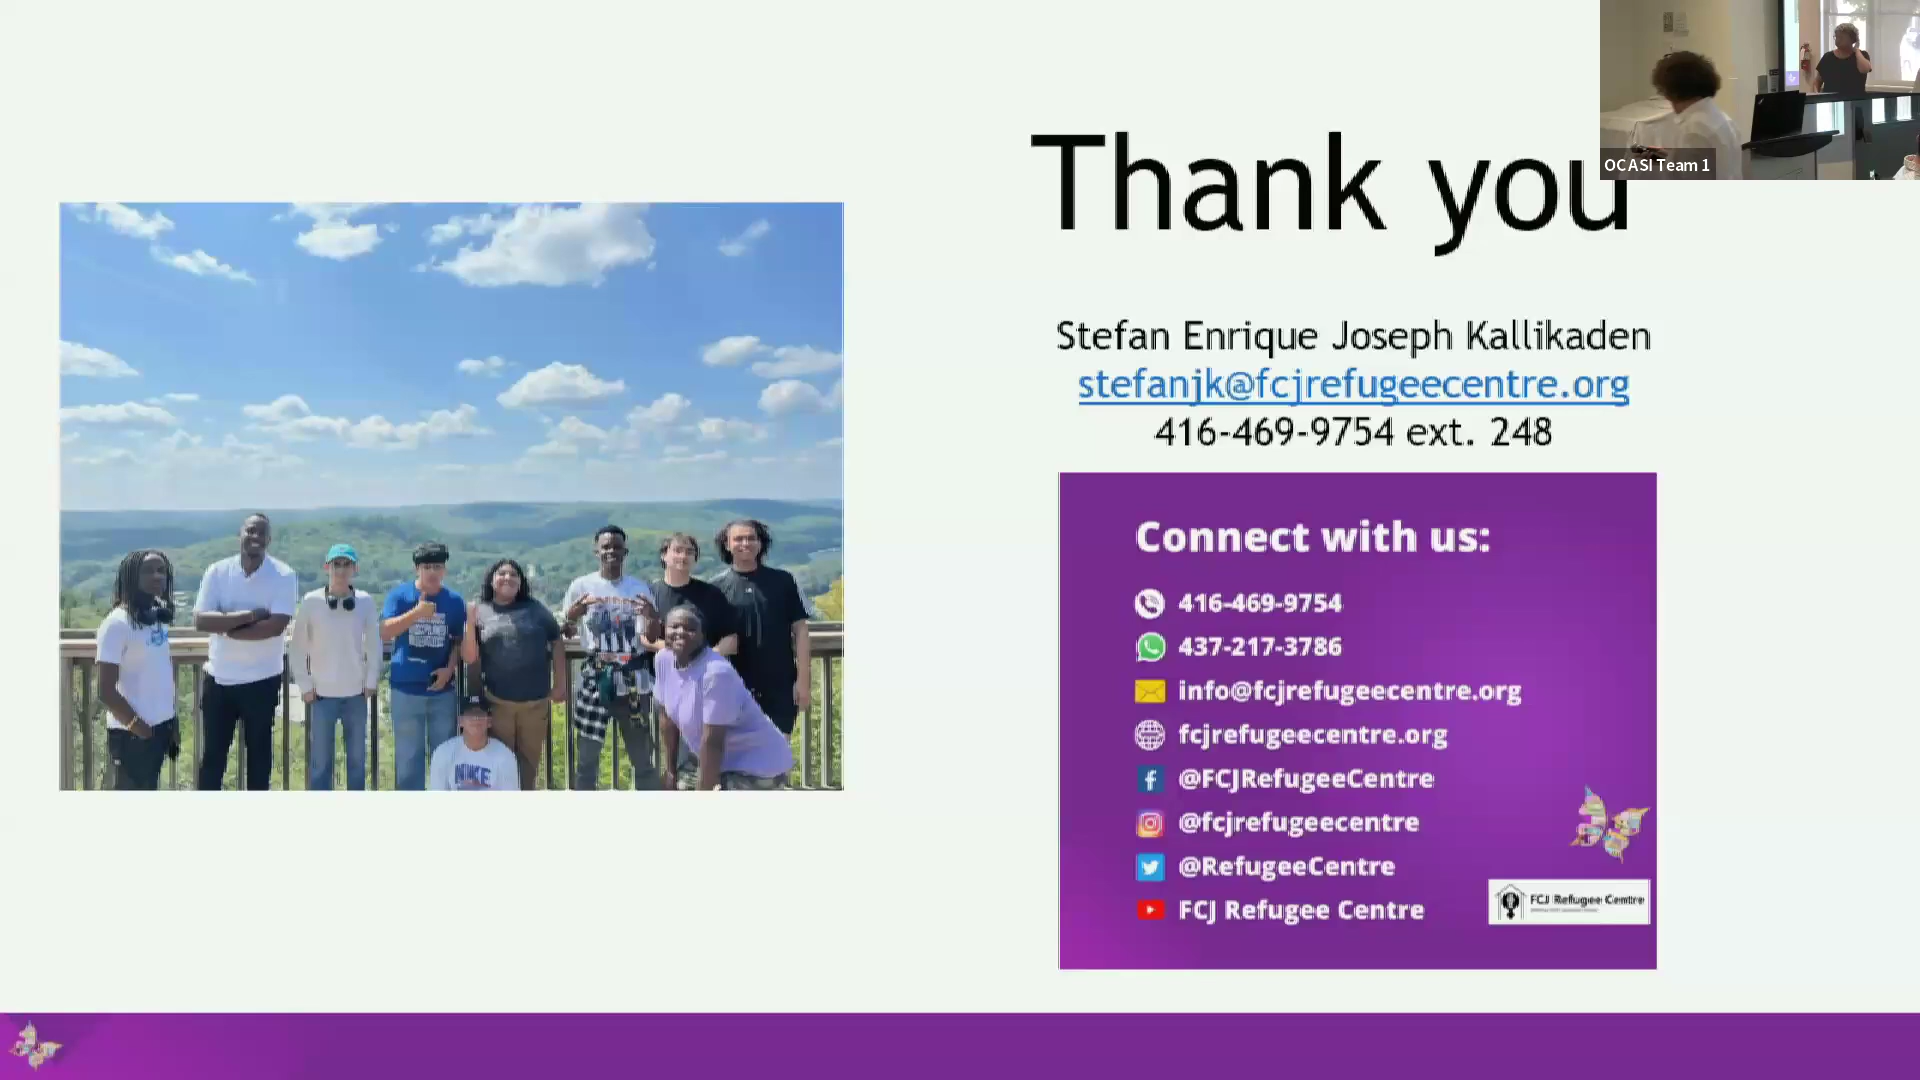 Thank you
OCASI Team 1
Stefan Enrique Joseph Kallikaden
stefanjk@fcjrefugeecentre.org
416-469-9754 ext. 248
Connect with us:
416-469-9754
437-217-3786
info@fcjrefugeecentre.org
fcjrefugeecentre.org
@FCJRefugeeCentre
@fcjrefugeecentre
@RefugeeCentre
FCJ Refugee Centre
FCJ Refugee Centre
NIKE